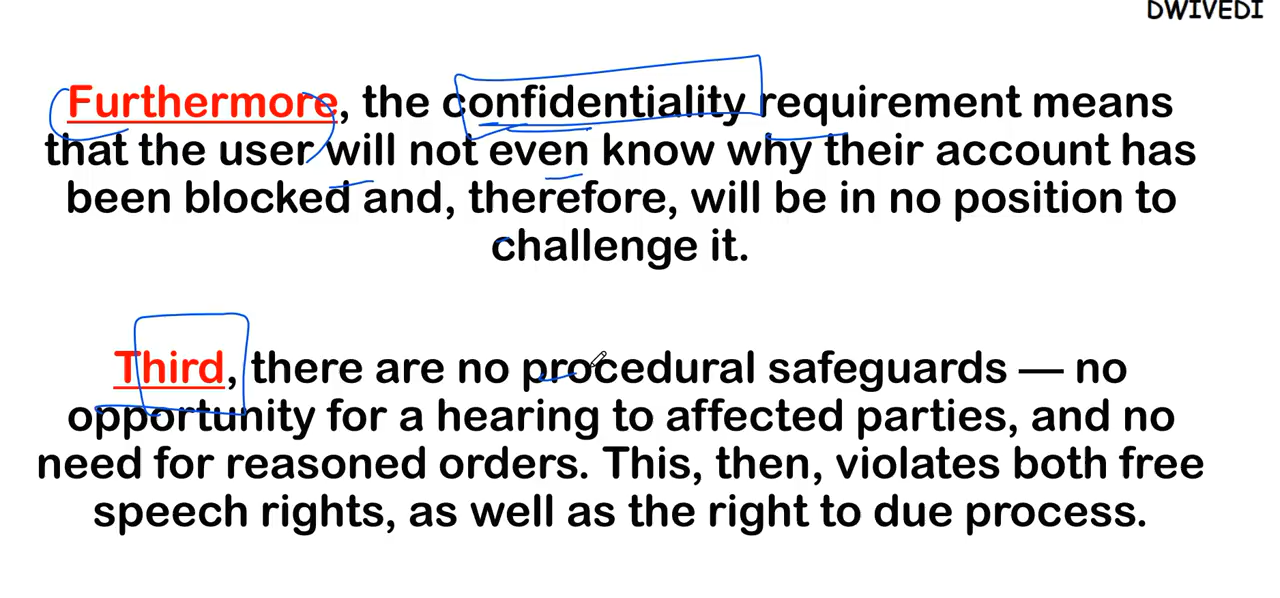 DWIVEDI
Furthermore, the confidentiality requirement means
that the user will not even know why their account has
been blocked and, therefore, will be in no position to
challenge it.
Third, there are no procedural safeguards — no
opportunity for a hearing to affected parties, and no
need for reasoned orders. This, then, violates both free
speech rights, as well as the right to due process.